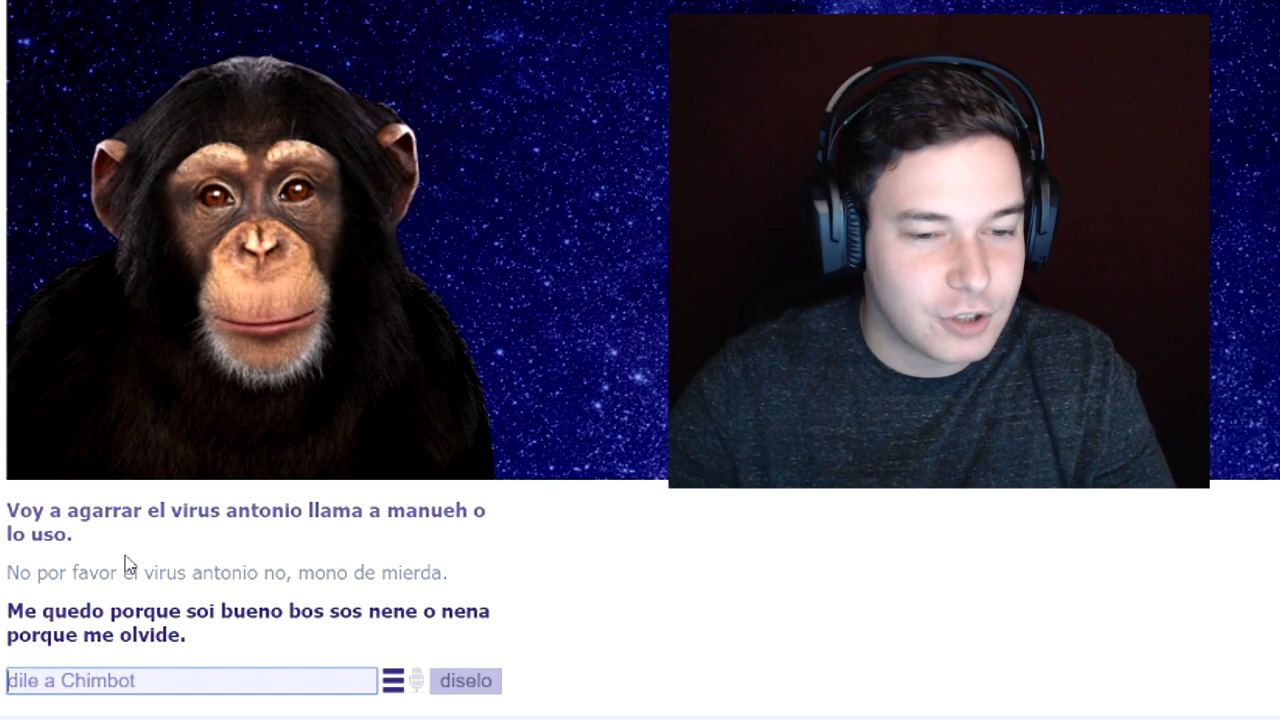 Voy a agarrar el virus antonio llama a manueh o
lo uso.
No por favor el virus antonio no, mono de mierda.
Me quedo porque soi bueno bos sos nene o nena
porque me olvide.
dile a Chimbot
diselo